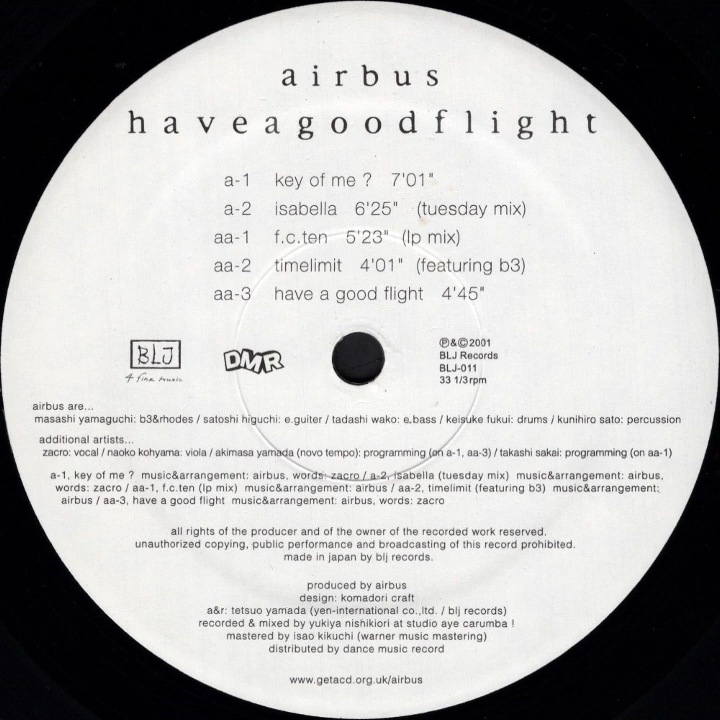 airbus
haveagoodflight
a-1 key of me ? 7'01"
a-2 isabella 6'25" (tuesday mix)
aa-1 f.c.ten 5'23" (lp mix)
aa-2 timelimit 4'01" (featuring b3)
aa-3 have a good flight 4'45"
BLJ
4 fine music
DMR
℗&©2001
BLJ Records
BLJ-011
33 1/3rpm
airbus are...
masashi yamaguchi: b3&rhodes / satoshi higuchi: e.guiter / tadashi wako: e.bass / keisuke fukui: drums / kunihiro sato: percussion
additional artists...
zacro: vocal / naoko kohyama: viola / akimasa yamada (novo tempo): programming (on a-1, aa-3) / takashi sakai: programming (on aa-1)
a-1, key of me ? music&arrangement: airbus, words: zacro / a-2, isabella (tuesday mix) music&arrangement: airbus,
words: zacro / aa-1, f.c.ten (lp mix) music&arrangement: airbus / aa-2, timelimit (featuring b3) music&arrangement:
airbus / aa-3, have a good flight music&arrangement: airbus, words: zacro
all rights of the producer and of the owner of the recorded work reserved.
unauthorized copying, public performance and broadcasting of this record prohibited.
made in japan by blj records.
produced by airbus
design: komadori craft
a&r: tetsuo yamada (yen-international co.,ltd. / blj records)
recorded & mixed by yukiya nishikiori at studio aye carumba !
mastered by isao kikuchi (warner music mastering)
distributed by dance music record
www.getacd.org.uk/airbus